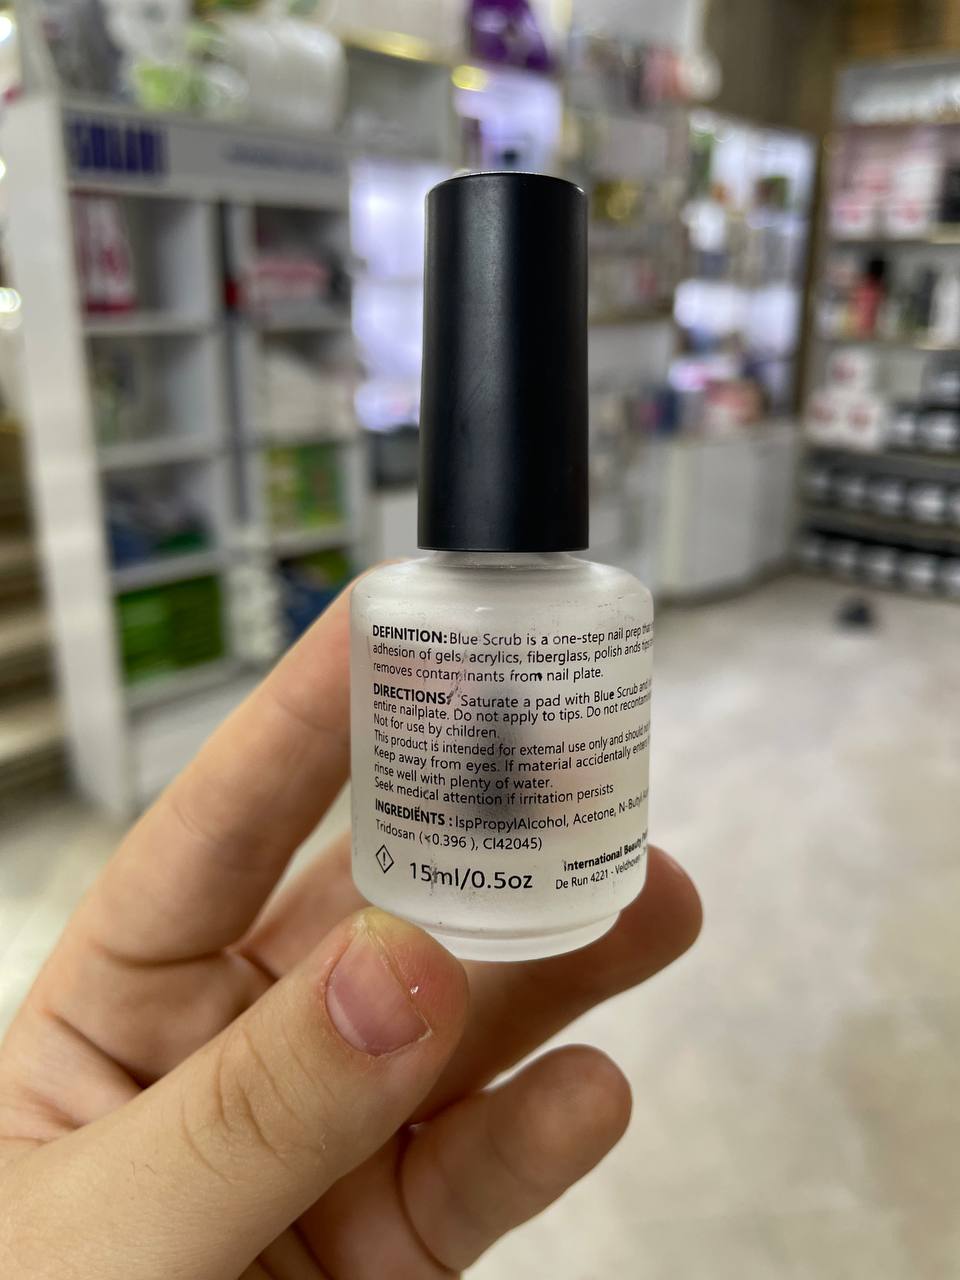 DEFINITION: Blue Scrub is a one-step nail prep that
adhesion of gels, acrylics, fiberglass, polish ands tips
removes contaminants from nail plate.
DIRECTIONS: Saturate a pad with Blue Scrub and
entire nailplate. Do not apply to tips. Do not
Not for use by children.
This product is intended for external use only and should
Keep away from eyes. If material accidentally
rinse well with plenty of water.
Seek medical attention if irritation persists
INGREDIËNTS : IspPropylAlcohol, Acetone, N-Butyl
Tridosan (<0.396 ), CI42045)
15ml/0.5oz
International Beauty
De Run 4221 -